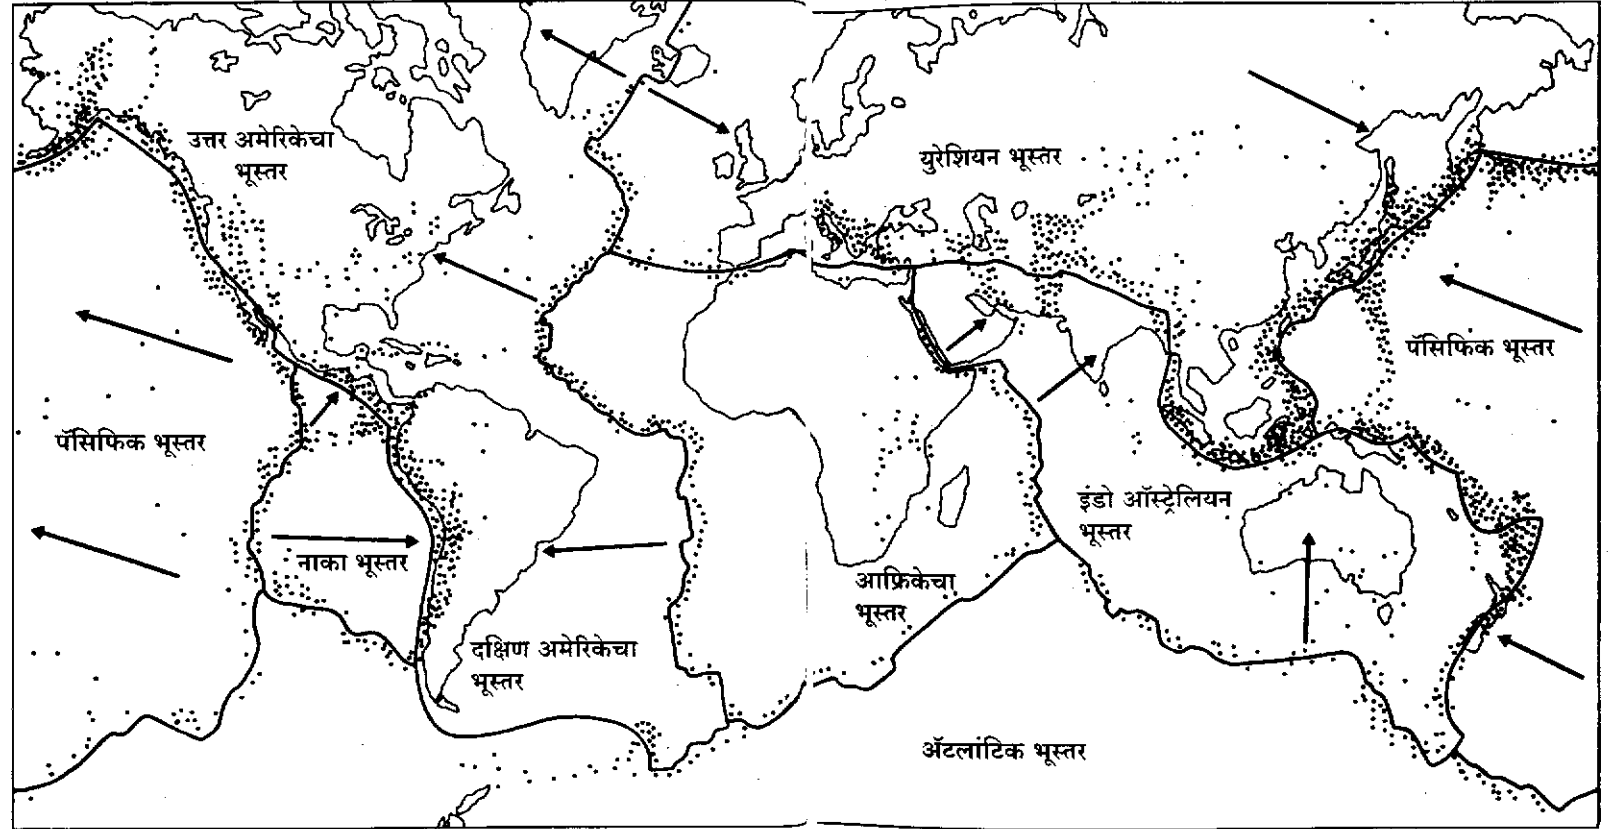 उत्तर अमेरिकेचा
भूस्तर
युरेशियन भूस्तर
पॅसिफिक भूस्तर
पॅसिफिक भूस्तर
इंडो ऑस्ट्रेलियन
भूस्तर
नाका भूस्तर
आफ्रिकेचा
भूस्तर
दक्षिण अमेरिकेचा
भूस्तर
ॲटलांटिक भूस्तर